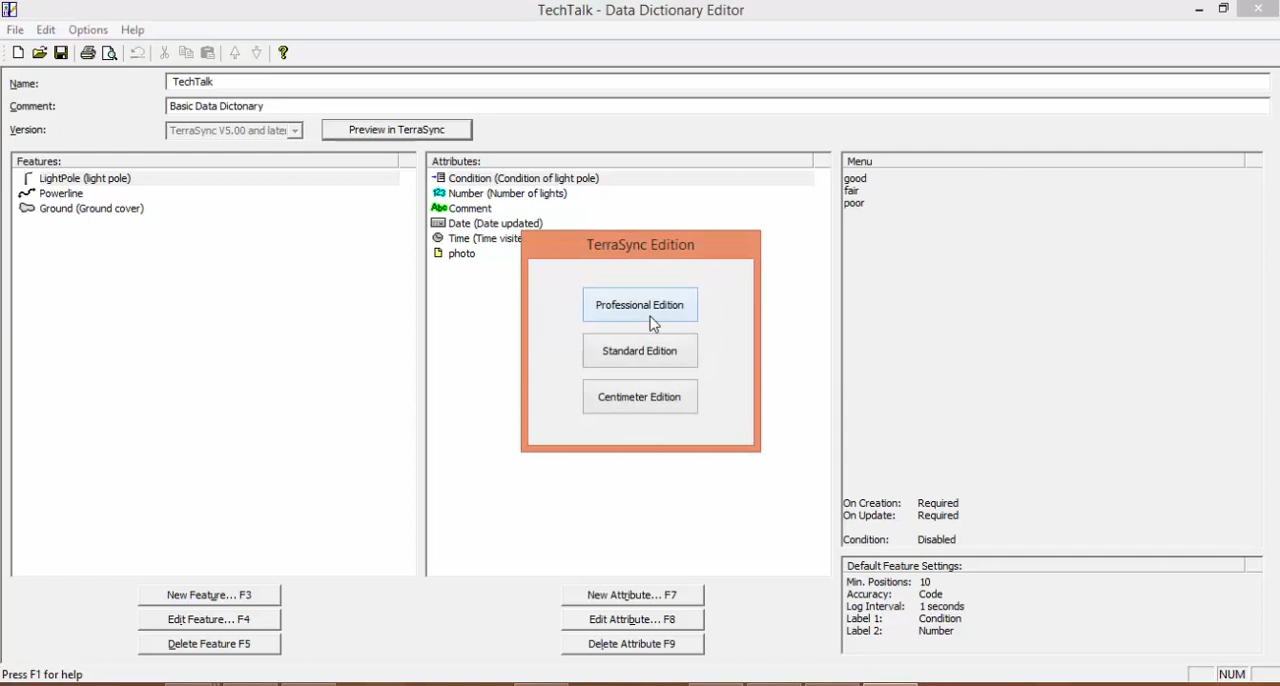 TechTalk - Data Dictionary Editor
File Edit Options Help
Name: TechTalk
Comment: Basic Data Dictonary
Version: TerraSync V5.00 and later Preview in TerraSync
Features:
LightPole (light pole)
Powerline
Ground (Ground cover)
Attributes:
Condition (Condition of light pole)
Number (Number of lights)
Abc Comment
Date (Date updated)
Time (Time visite
photo
Menu
good
fair
poor
On Creation: Required
On Update: Required
Condition: Disabled
TerraSync Edition
Professional Edition
Standard Edition
Centimeter Edition
Default Feature Settings:
Min. Positions: 10
Accuracy: Code
Log Interval: 1 seconds
Label 1: Condition
Label 2: Number
New Feature... F3
Edit Feature... F4
Delete Feature F5
New Attribute... F7
Edit Attribute... F8
Delete Attribute F9
Press F1 for help
NUM